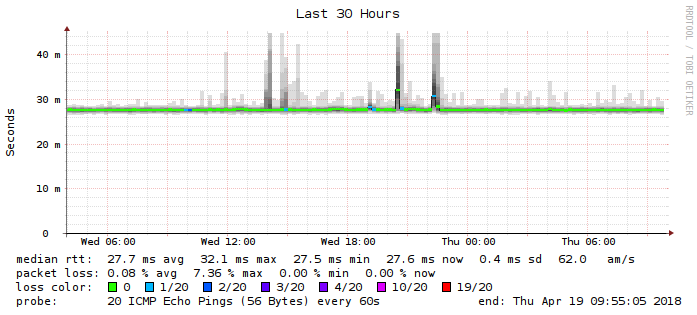 Last 30 Hours
RRDTOOL / TOBI OETIKER
Seconds
40 m
30 m
20 m
10 m
0
Wed 06:00 Wed 12:00 Wed 18:00 Thu 00:00 Thu 06:00
median rtt: 27.7 ms avg 32.1 ms max 27.5 ms min 27.6 ms now 0.4 ms sd 62.0 am/s
packet loss: 0.08 % avg 7.36 % max 0.00 % min 0.00 % now
loss color: 0 1/20 2/20 3/20 4/20 10/20 19/20
probe: 20 ICMP Echo Pings (56 Bytes) every 60s end: Thu Apr 19 09:55:05 2018